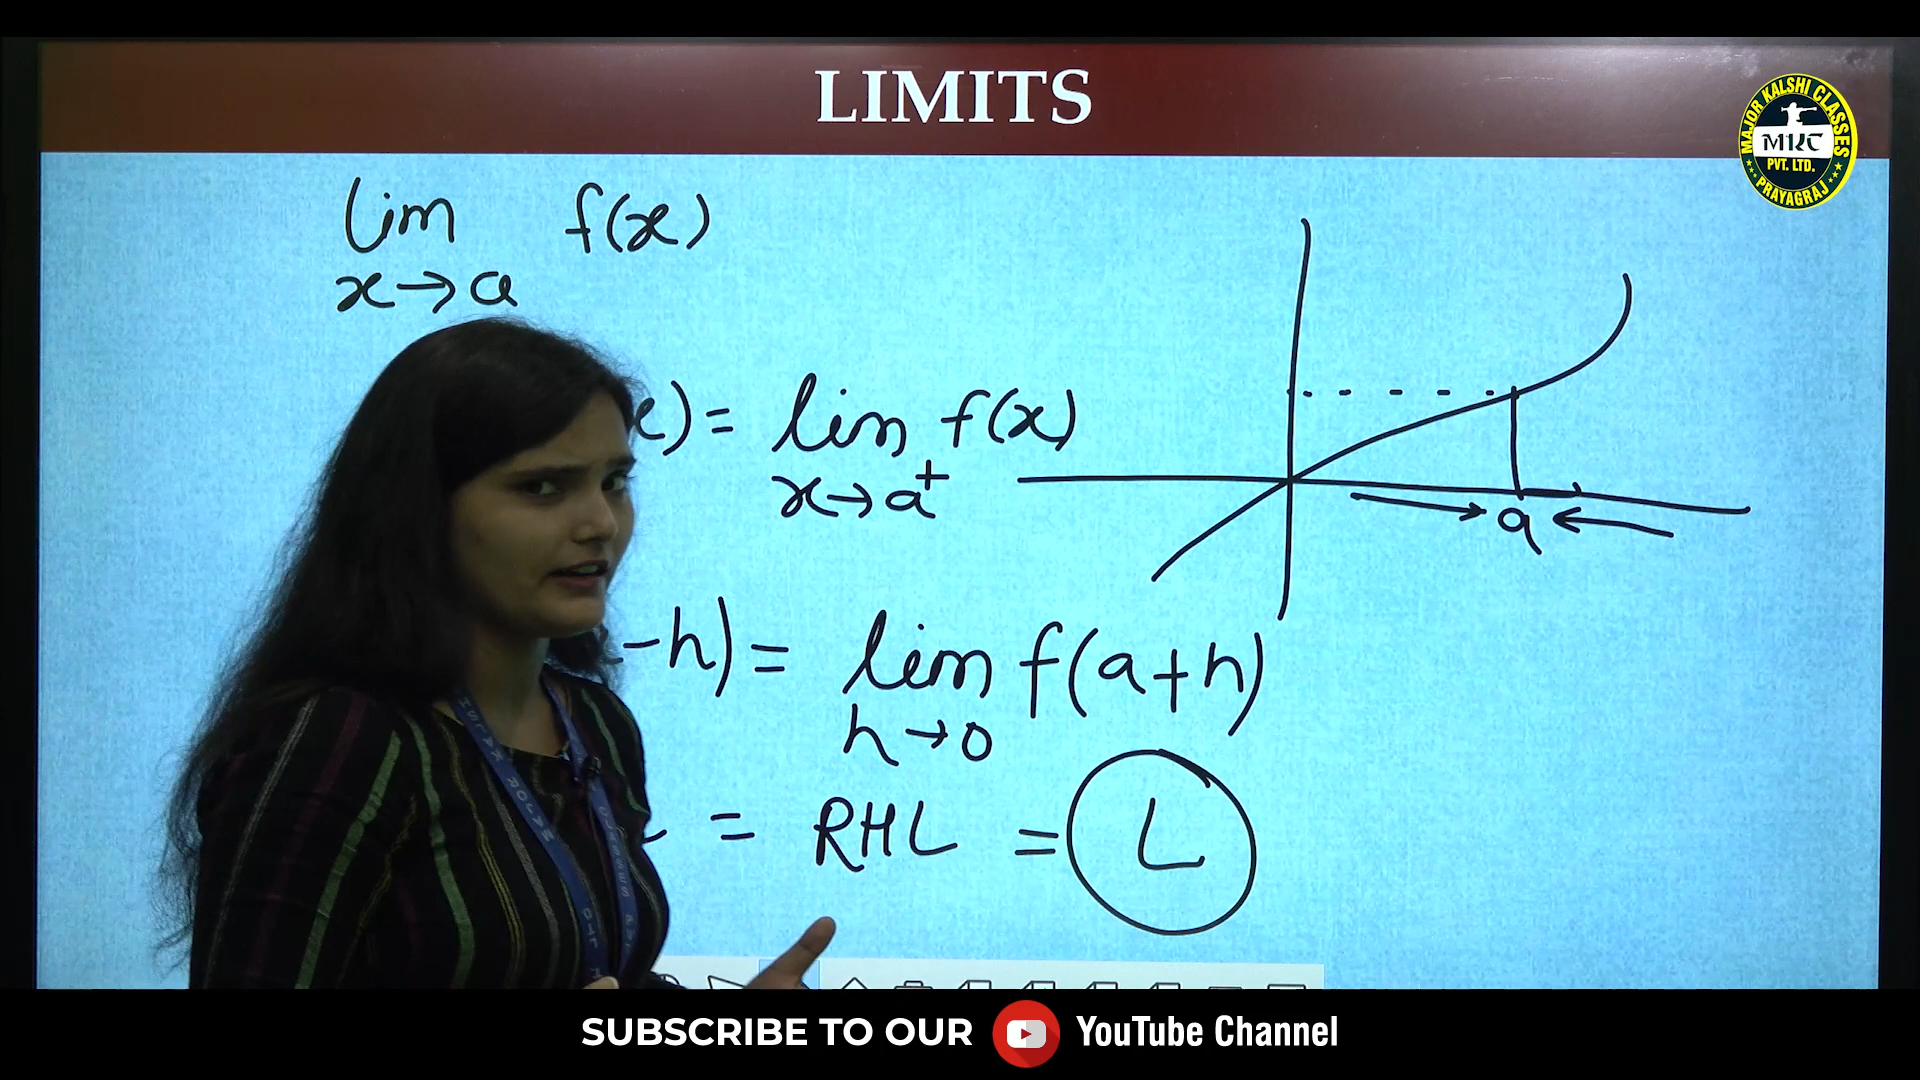 LIMITS
MAJOR KALSHI CLASSES
MKC
PVT. LTD.
PRAYAGRAJ
lim f(x)
x→a
x) = lim f(x)
x→a⁺
-h) = lim f(a+h)
h→0
= RHL = L
a
SUBSCRIBE TO OUR YouTube Channel